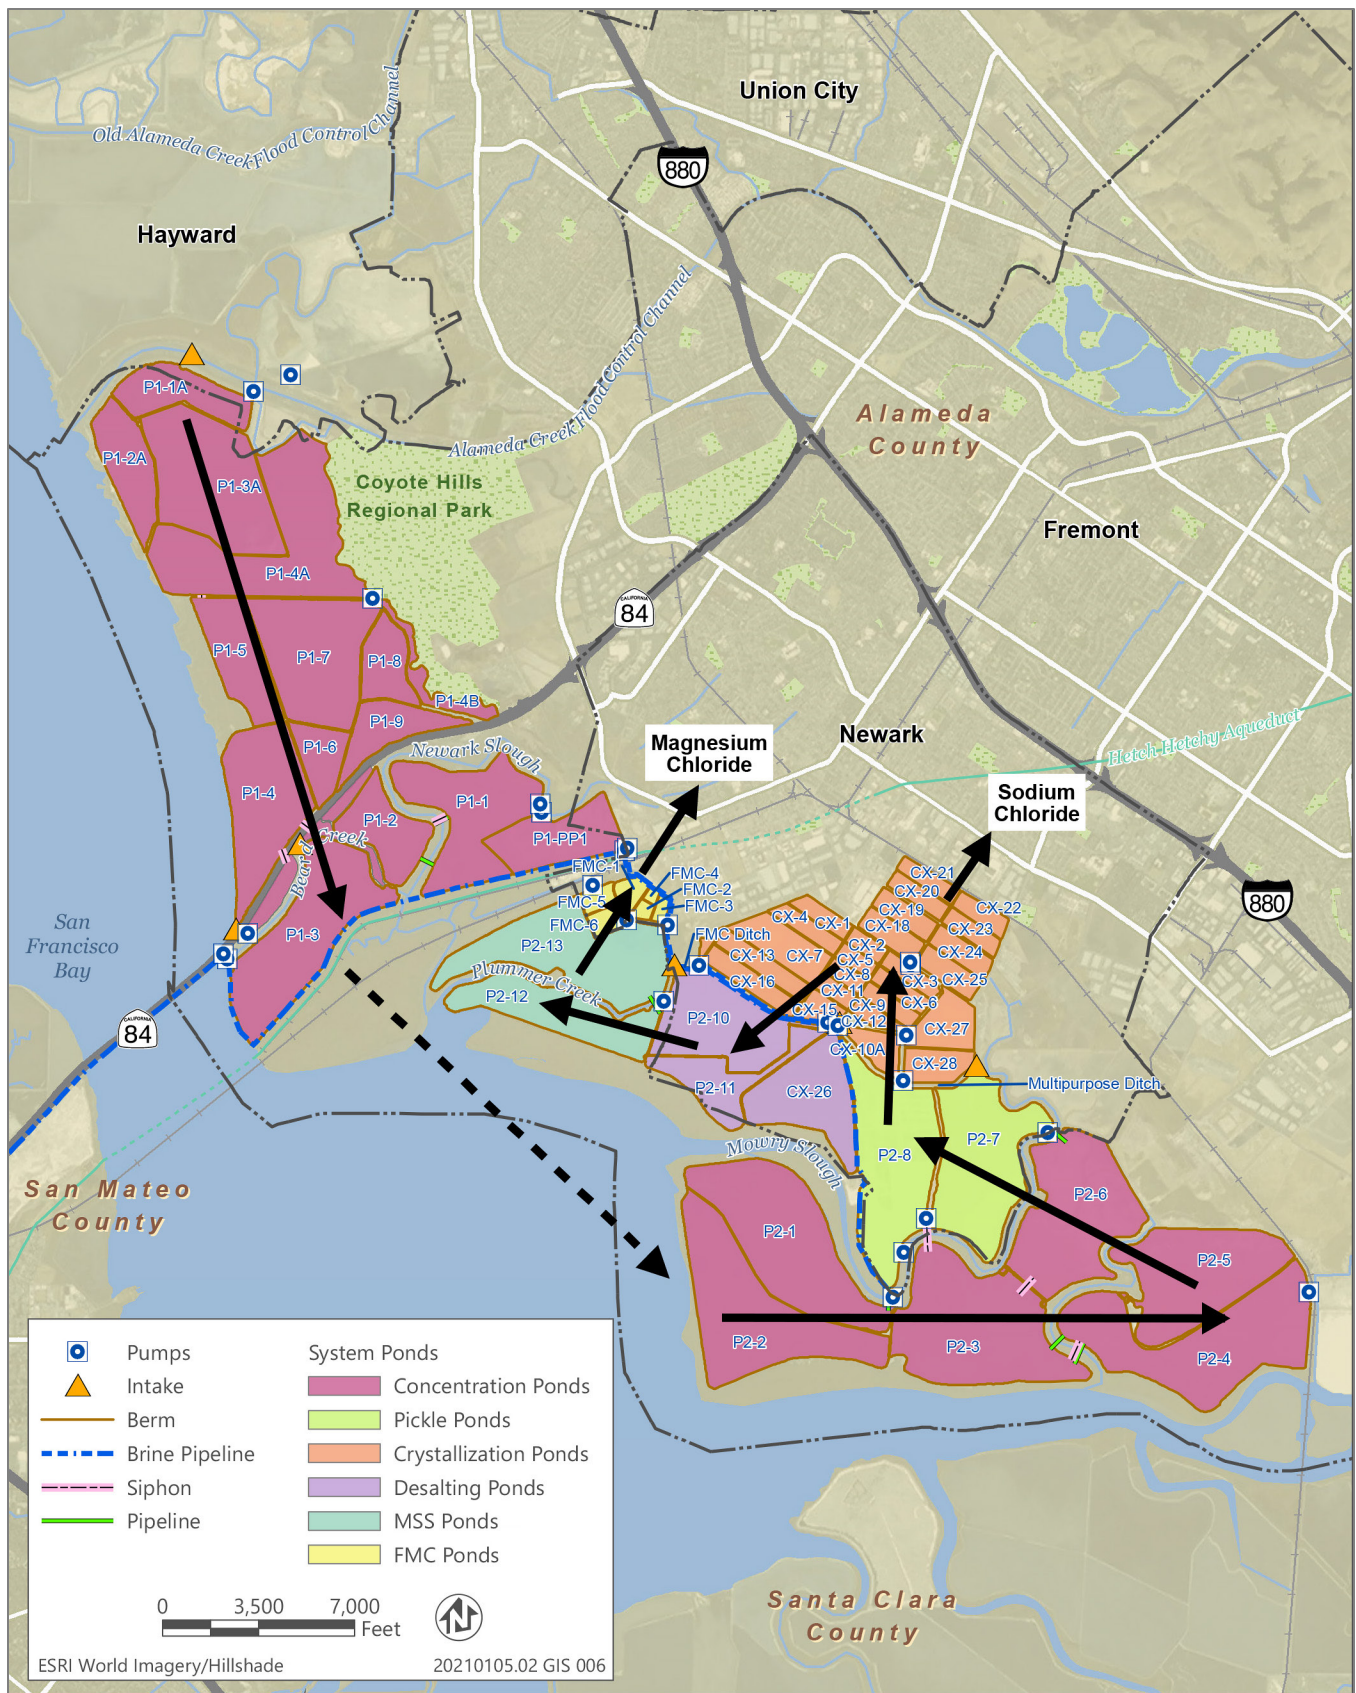 Union City
880
Old Alameda Creek Flood Control Channel
Hayward
Alameda Creek Flood Control Channel
Alameda
County
P1-1A
P1-2A
P1-3A
Coyote Hills
Regional Park
Fremont
P1-4A
CALIFORNIA
84
P1-5
P1-7
P1-8
P1-4B
P1-9
P1-6
Newark Slough
Magnesium
Chloride
Newark
Hetch Hetchy Aqueduct
P1-4
P1-2
P1-1
Sodium
Chloride
Beard Creek
P1-PP1
FMC-1
FMC-4
FMC-2
FMC-3
FMC-5
FMC-6
CX-21
CX-20
CX-19
CX-18
CX-22
CX-23
CX-24
CX-25
880
San
Francisco
Bay
P1-3
P2-13
FMC Ditch
CX-4
CX-1
CX-13
CX-7
CX-16
CX-2
CX-5
CX-8
CX-3
CX-11
CX-9
CX-6
CX-15
CX-12
CX-27
Plummer Creek
P2-12
P2-10
CX-10A
CX-28
CALIFORNIA
84
P2-11
CX-26
Multipurpose Ditch
Mowry Slough
P2-8
P2-7
P2-6
San Mateo
County
P2-1
P2-5
P2-2
P2-3
P2-4
Pumps
Intake
Berm
Brine Pipeline
Siphon
Pipeline
System Ponds
Concentration Ponds
Pickle Ponds
Crystallization Ponds
Desalting Ponds
MSS Ponds
FMC Ponds
0 3,500 7,000
Feet
N
ESRI World Imagery/Hillshade
20210105.02 GIS 006
Santa Clara
County